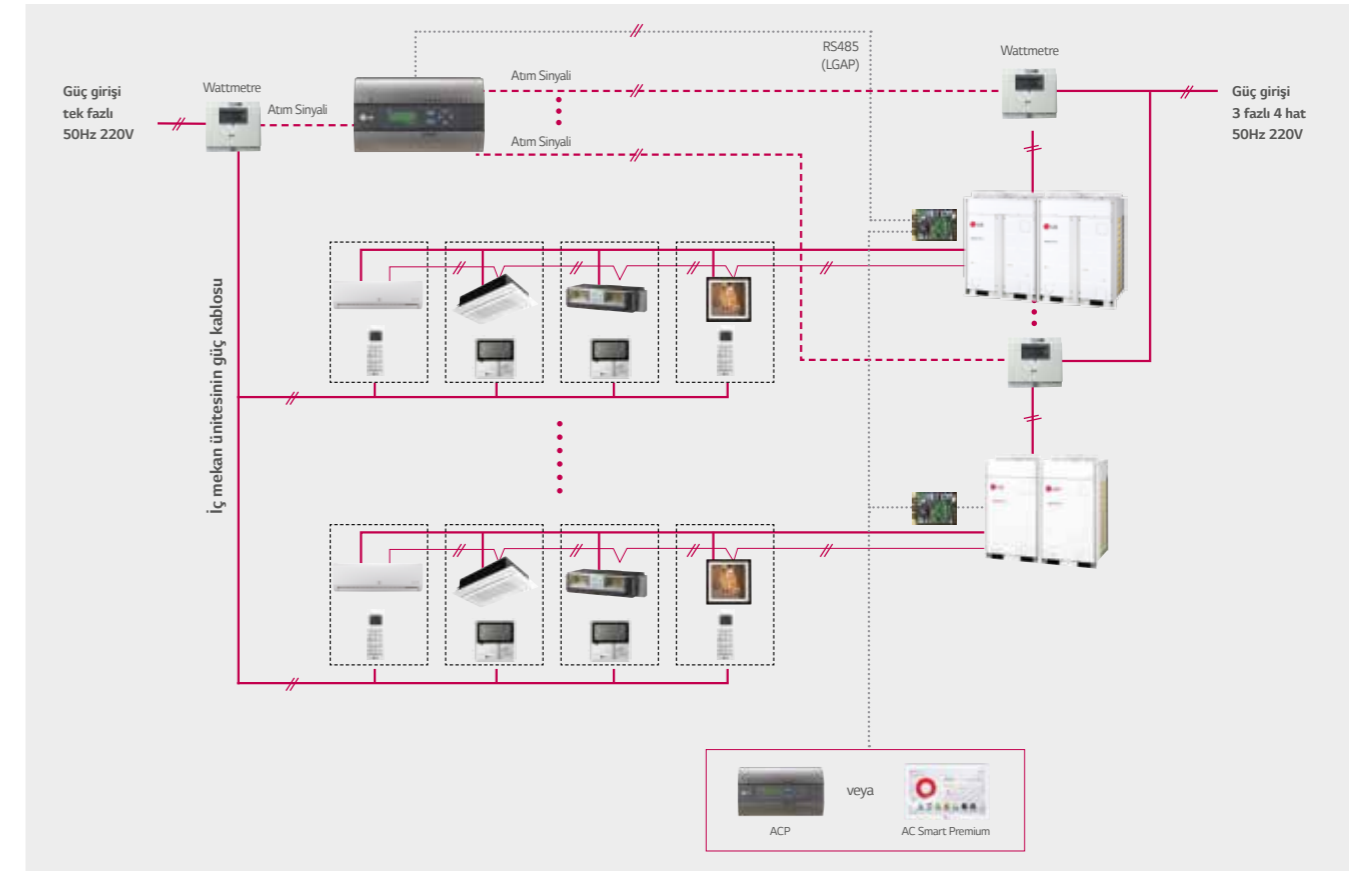 RS485
(LGAP)
Wattmetre
Atım Sinyali
Güç girişi
tek fazlı
50Hz 220V
Wattmetre
Atım Sinyali
Güç girişi
3 fazlı 4 hat
50Hz 220V
Atım Sinyali
İç mekan ünitesinin güç kablosu
veya
ACP
AC Smart Premium